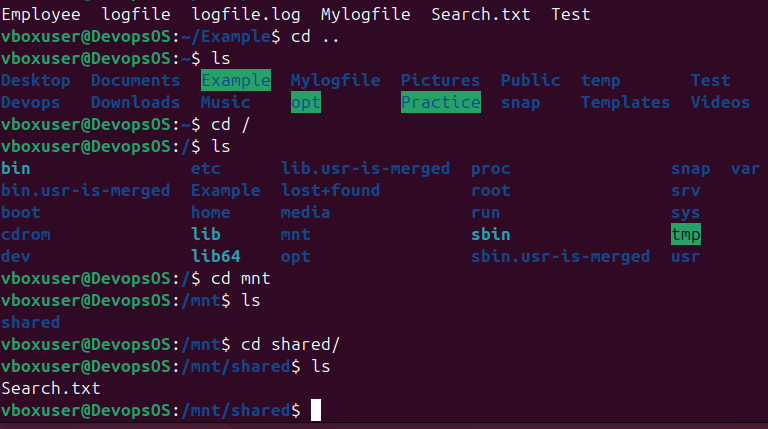 Employee  logfile  logfile.log  Mylogfile  Search.txt  Test
vboxuser@DevopsOS:~/Example$ cd ..
vboxuser@DevopsOS:~$ ls
Desktop  Documents  Example  Mylogfile  Pictures  Public  temp       Test
Devops   Downloads  Music    opt        Practice  snap    Templates  Videos
vboxuser@DevopsOS:~$ cd /
vboxuser@DevopsOS:/$ ls
bin                etc      lib.usr-is-merged  proc                snap  var
bin.usr-is-merged  Example  lost+found         root                srv
boot               home     media              run                 sys
cdrom              lib      mnt                sbin                tmp
dev                lib64    opt                sbin.usr-is-merged  usr
vboxuser@DevopsOS:/$ cd mnt
vboxuser@DevopsOS:/mnt$ ls
shared
vboxuser@DevopsOS:/mnt$ cd shared/
vboxuser@DevopsOS:/mnt/shared$ ls
Search.txt
vboxuser@DevopsOS:/mnt/shared$